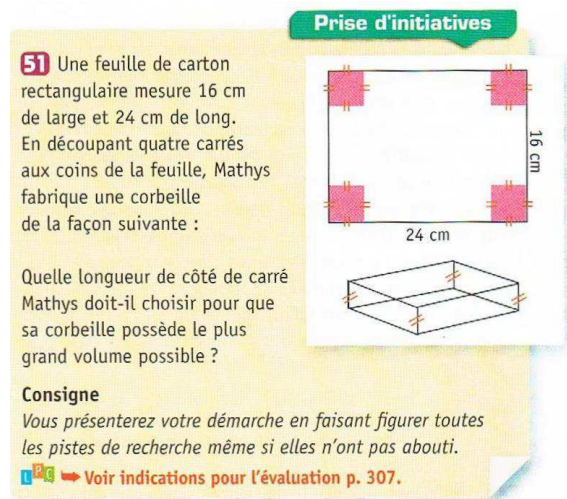 Prise d'initiatives
51 Une feuille de carton
rectangulaire mesure 16 cm
de large et 24 cm de long.
En découpant quatre carrés
aux coins de la feuille, Mathys
fabrique une corbeille
de la façon suivante :
16 cm
24 cm
Quelle longueur de côté de carré
Mathys doit-il choisir pour que
sa corbeille possède le plus
grand volume possible ?
Consigne
Vous présenterez votre démarche en faisant figurer toutes
les pistes de recherche même si elles n'ont pas abouti.
LPC ➡ Voir indications pour l'évaluation p. 307.